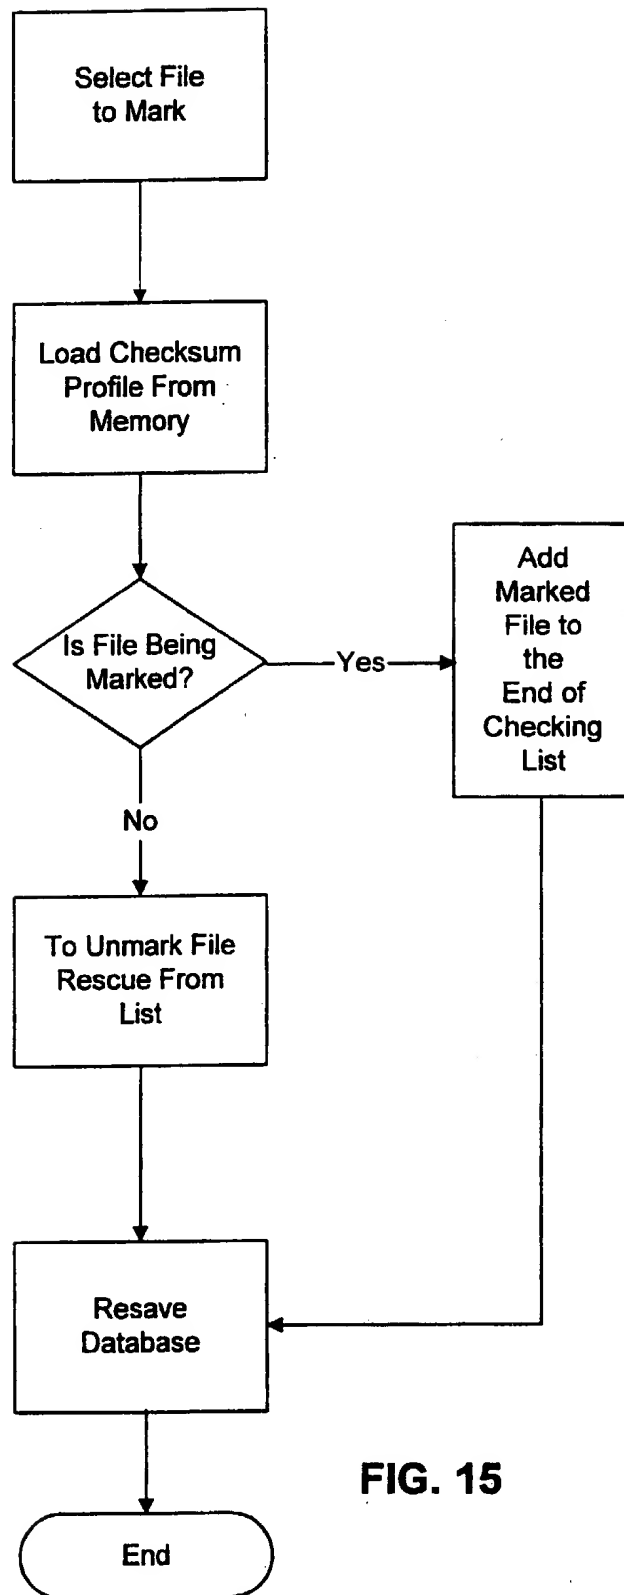 Select File
to Mark
Load Checksum
Profile From
Memory
Is File Being
Marked?
Yes
Add
Marked
File to
the
End of
Checking
List
No
To Unmark File
Rescue From
List
Resave
Database
FIG. 15
End